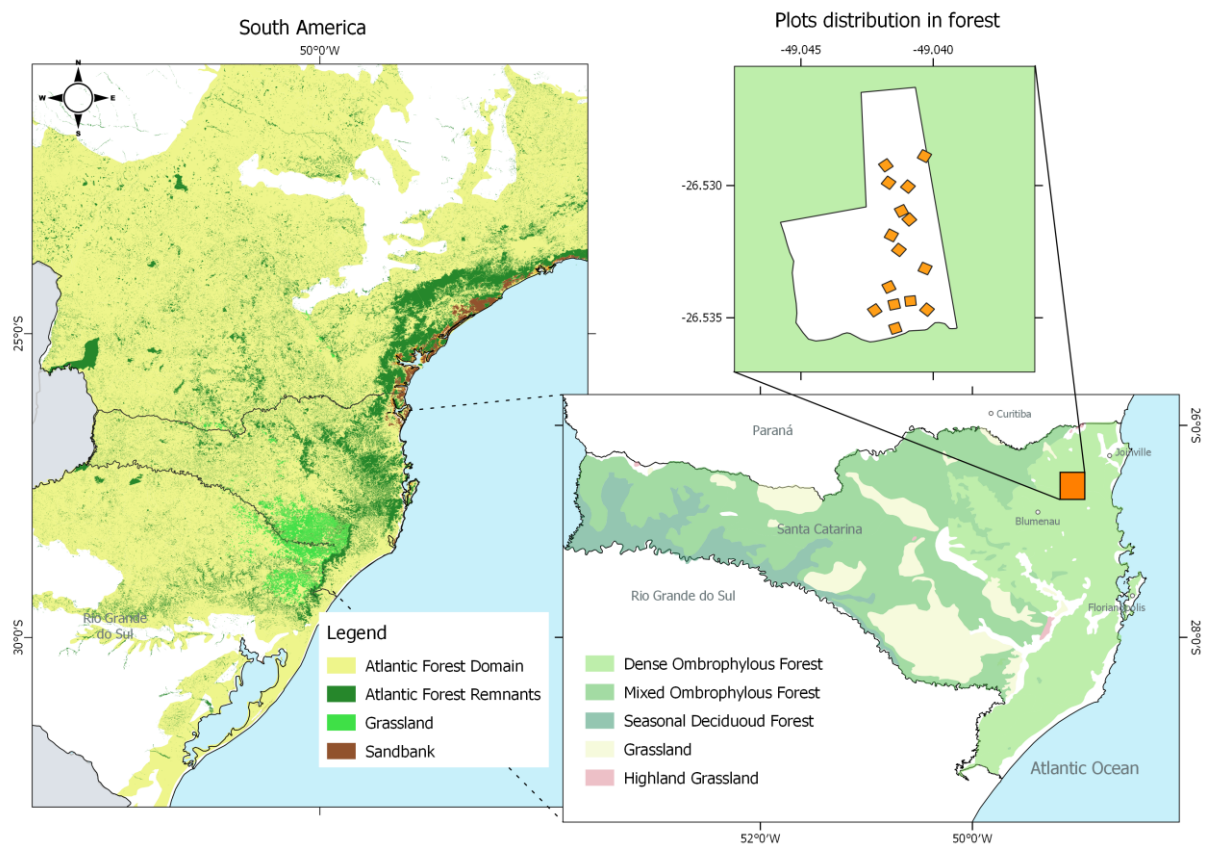 South America
50°0'W
N
W
E
S
25°0'S
30°0'S
Rio Grande
do Sul
Legend
Atlantic Forest Domain
Atlantic Forest Remnants
Grassland
Sandbank
Plots distribution in forest
-49.045
-49.040
-26.530
-26.535
Curitiba
Paraná
26°0'S
Joinville
Santa Catarina
Blumenau
Rio Grande do Sul
Florianópolis
28°0'S
Dense Ombrophylous Forest
Mixed Ombrophylous Forest
Seasonal Deciduoud Forest
Grassland
Highland Grassland
Atlantic Ocean
52°0'W
50°0'W